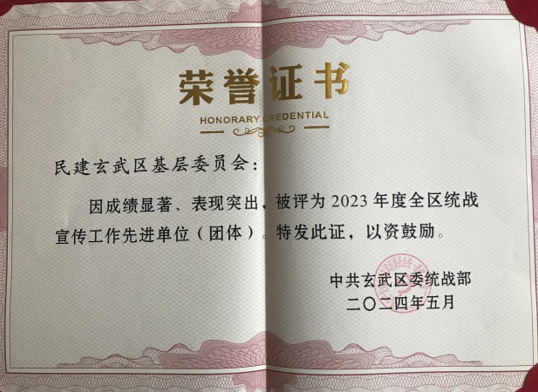 荣誉证书
HONORARY CREDENTIAL
民建玄武区基层委员会：
因成绩显著、表现突出，被评为2023年度全区统战
宣传工作先进单位（团体）。特发此证，以资鼓励。
中共玄武区委统战部
二〇二四年五月